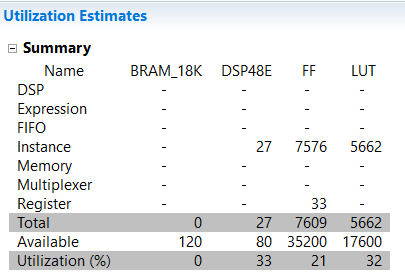 Utilization Estimates
Summary
Name BRAM_18K DSP48E FF LUT
DSP - - - -
Expression - - - -
FIFO - - - -
Instance - 27 7576 5662
Memory - - - -
Multiplexer - - - -
Register - - 33 -
Total 0 27 7609 5662
Available 120 80 35200 17600
Utilization (%) 0 33 21 32